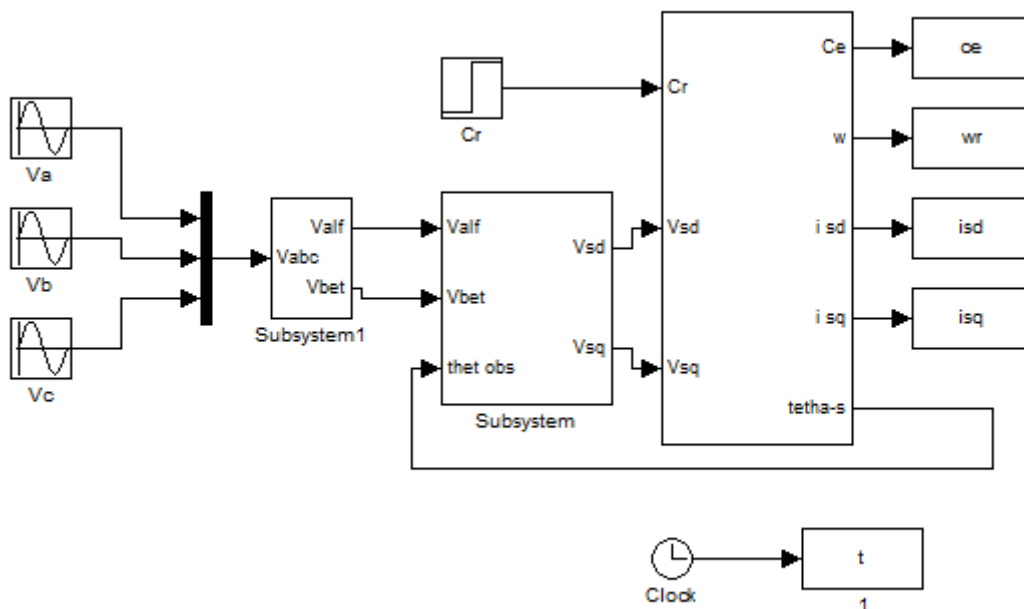 Va
Vb
Vc
Vabc
Valf
Vbet
Subsystem1
Cr
Valf
Vbet
thet obs
Vsd
Vsq
Subsystem
Cr
Vsd
Vsq
Ce
w
i sd
i sq
tetha-s
ce
wr
isd
isq
Clock
t
1